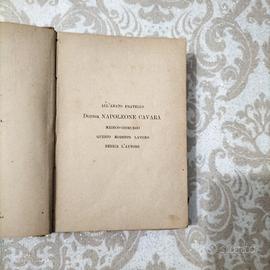 ALL'AMATO FRATELLO
Dottor NAPOLEONE CAVARA
MEDICO-CHIRURGO
QUESTO MODESTO LAVORO
DEDICA L'AUTORE